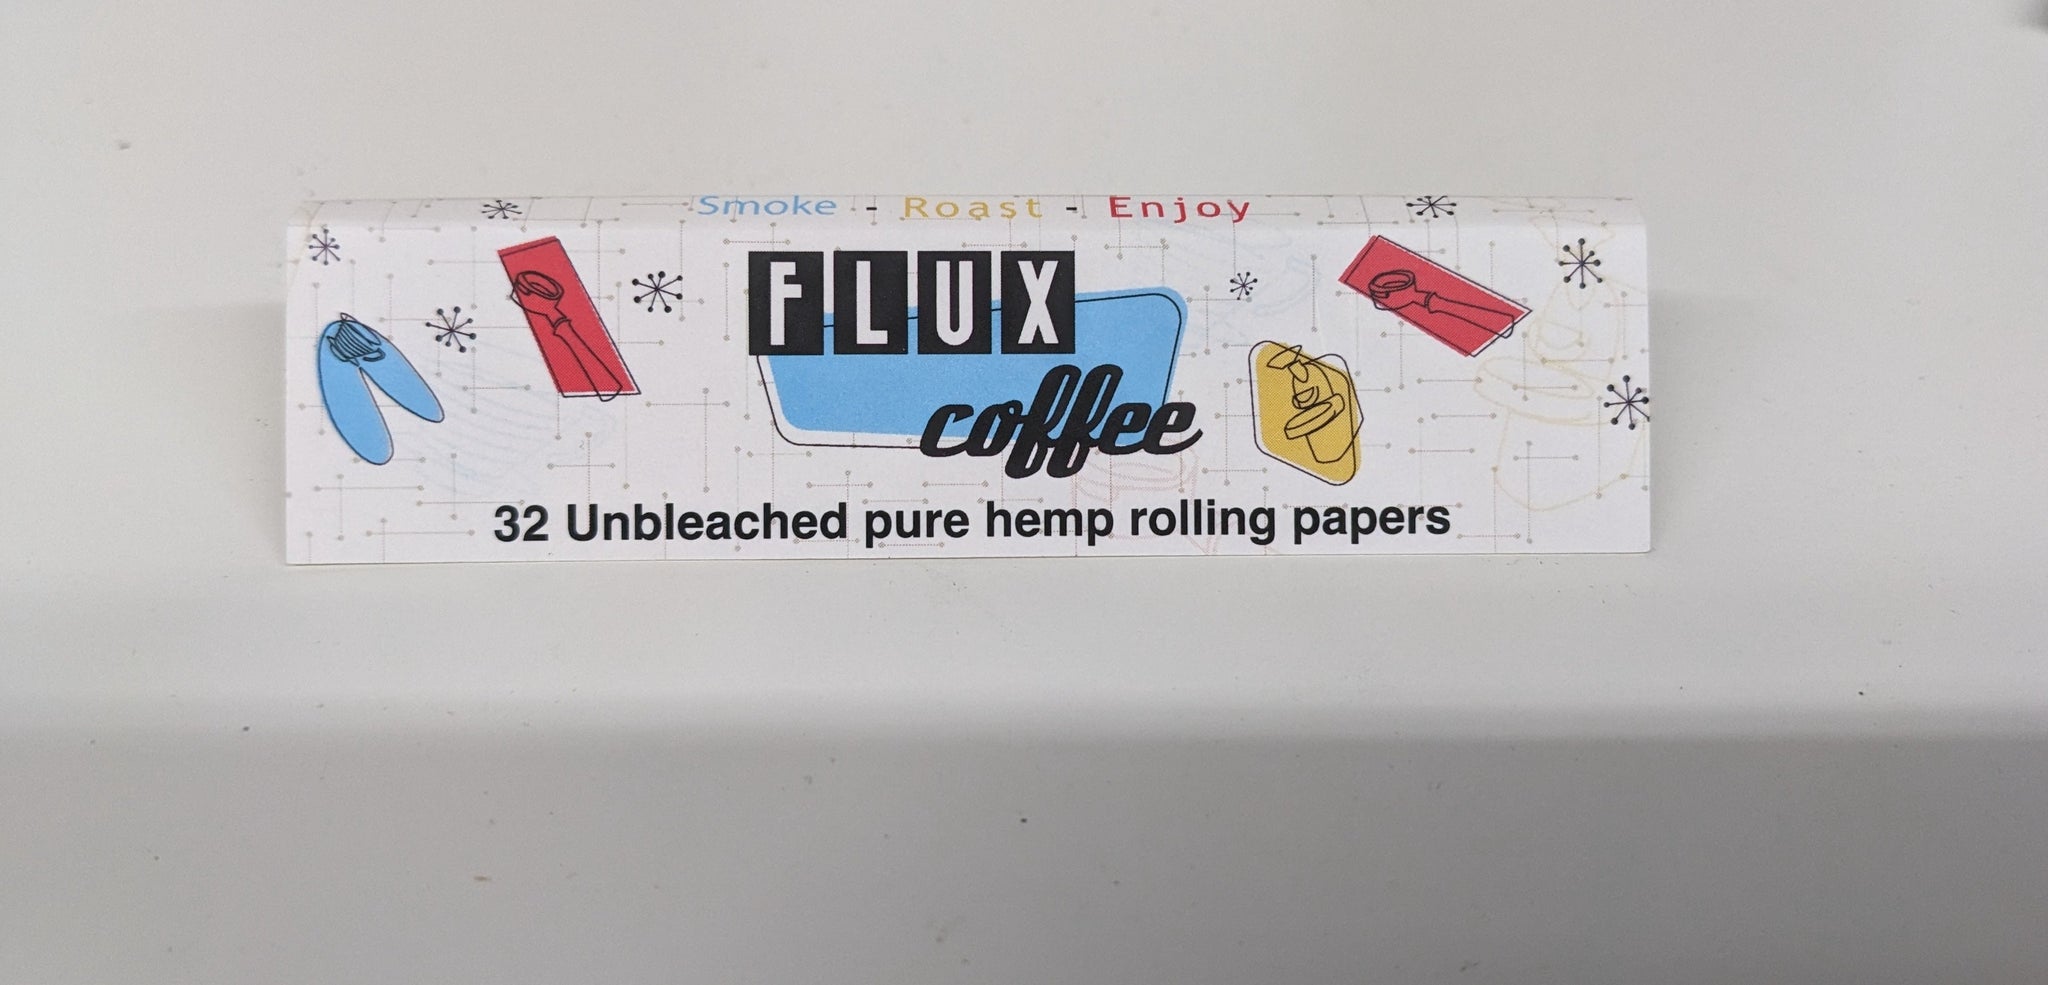 Smoke - Roast - Enjoy
FLUX
coffee
32 Unbleached pure hemp rolling papers